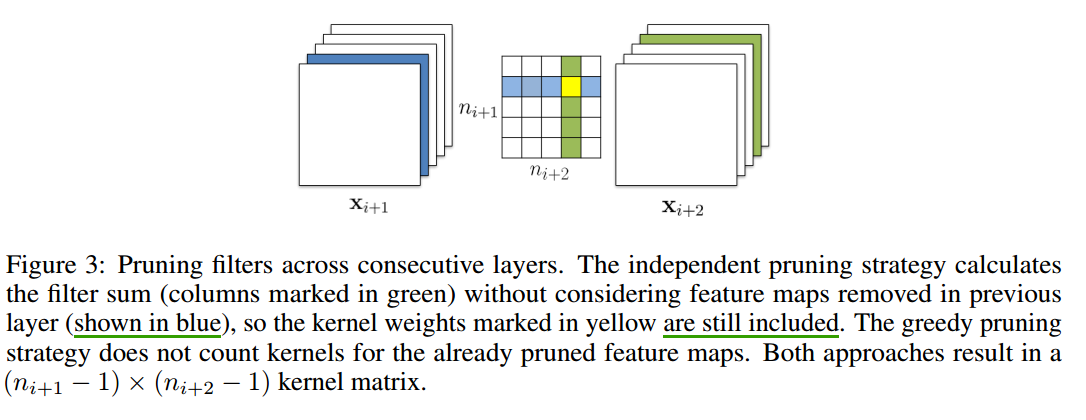 n_{i+1}
n_{i+2}
x_{i+1}
x_{i+2}
Figure 3: Pruning filters across consecutive layers. The independent pruning strategy calculates
the filter sum (columns marked in green) without considering feature maps removed in previous
layer (shown in blue), so the kernel weights marked in yellow are still included. The greedy pruning
strategy does not count kernels for the already pruned feature maps. Both approaches result in a
(n_{i+1} − 1) × (n_{i+2} − 1) kernel matrix.